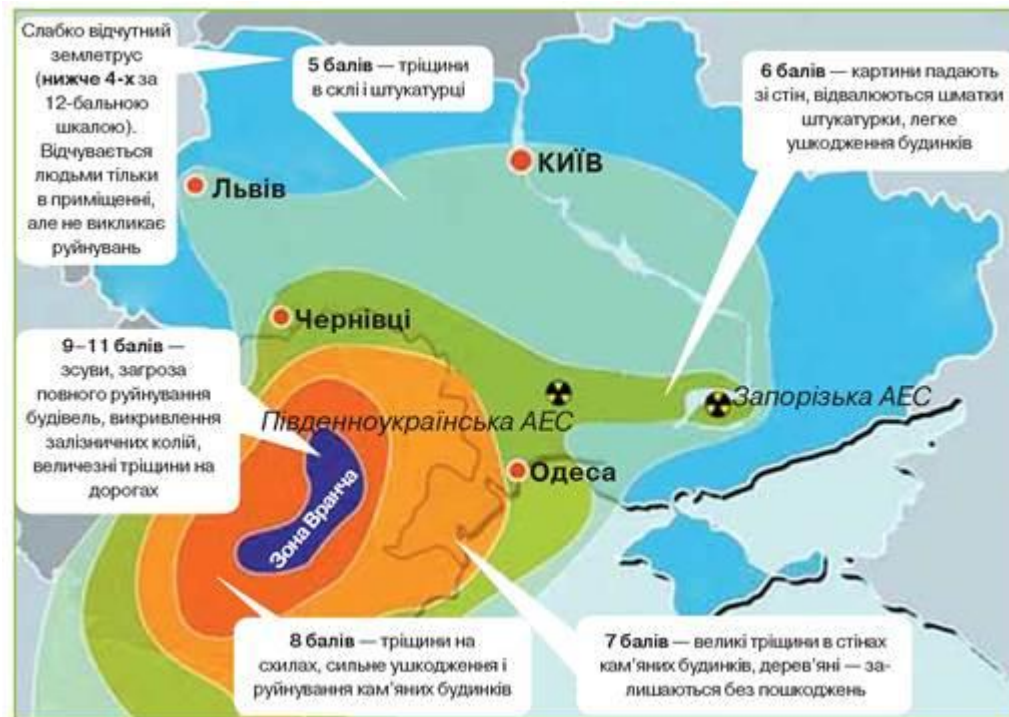 Слабко відчутний
землетрус
(нижче 4-х за
12-бальною
шкалою).
Відчувається
людьми тільки
в приміщенні,
але не викликає
руйнувань
5 балів — тріщини
в склі і штукатурці
6 балів — картини падають
зі стін, відвалюються шматки
штукатурки, легке
ушкодження будинків
КИЇВ
Львів
Чернівці
9–11 балів —
зсуви, загроза
повного руйнування
будівель, викривлення
залізничних колій,
величезні тріщини на
дорогах
Південноукраїнська АЕС
Запорізька АЕС
Одеса
Зона Вранча
8 балів — тріщини на
схилах, сильне ушкодження і
руйнування кам’яних будинків
7 балів — великі тріщини в стінах
кам’яних будинків, дерев’яні — за-
лишаються без пошкоджень